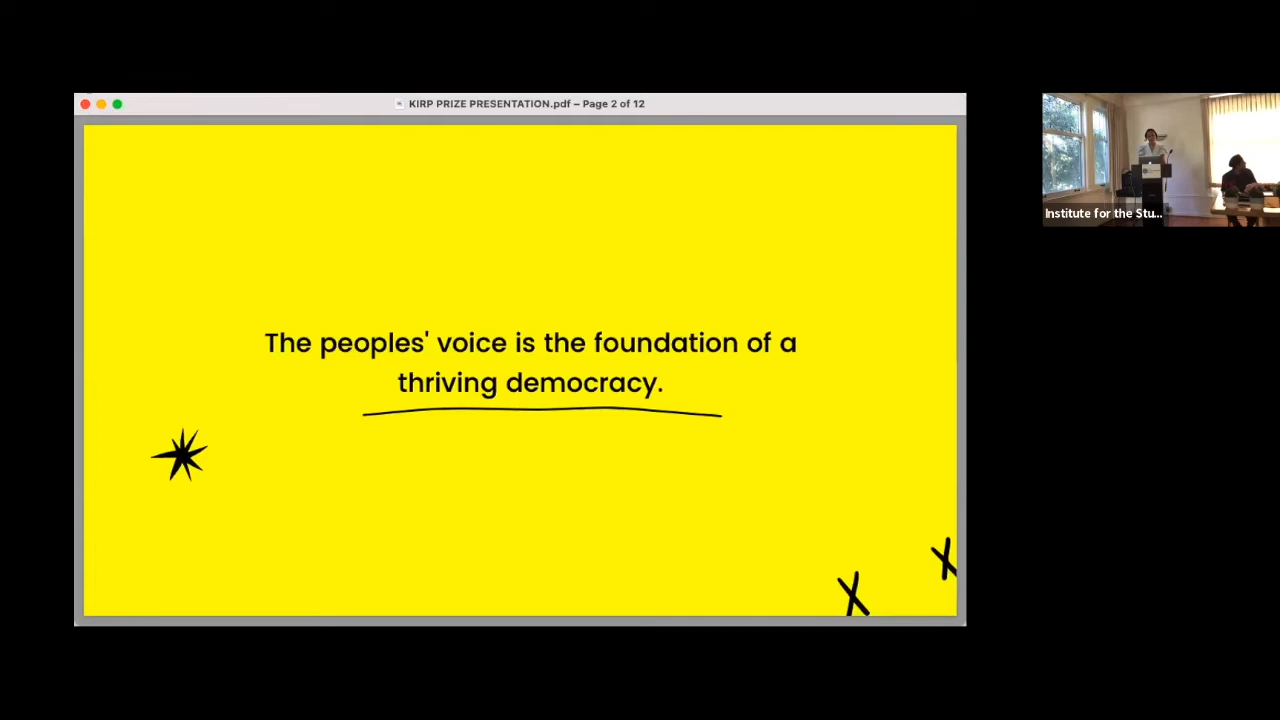 KIRP PRIZE PRESENTATION.pdf – Page 2 of 12
The peoples' voice is the foundation of a
thriving democracy.
Institute for the Stu...